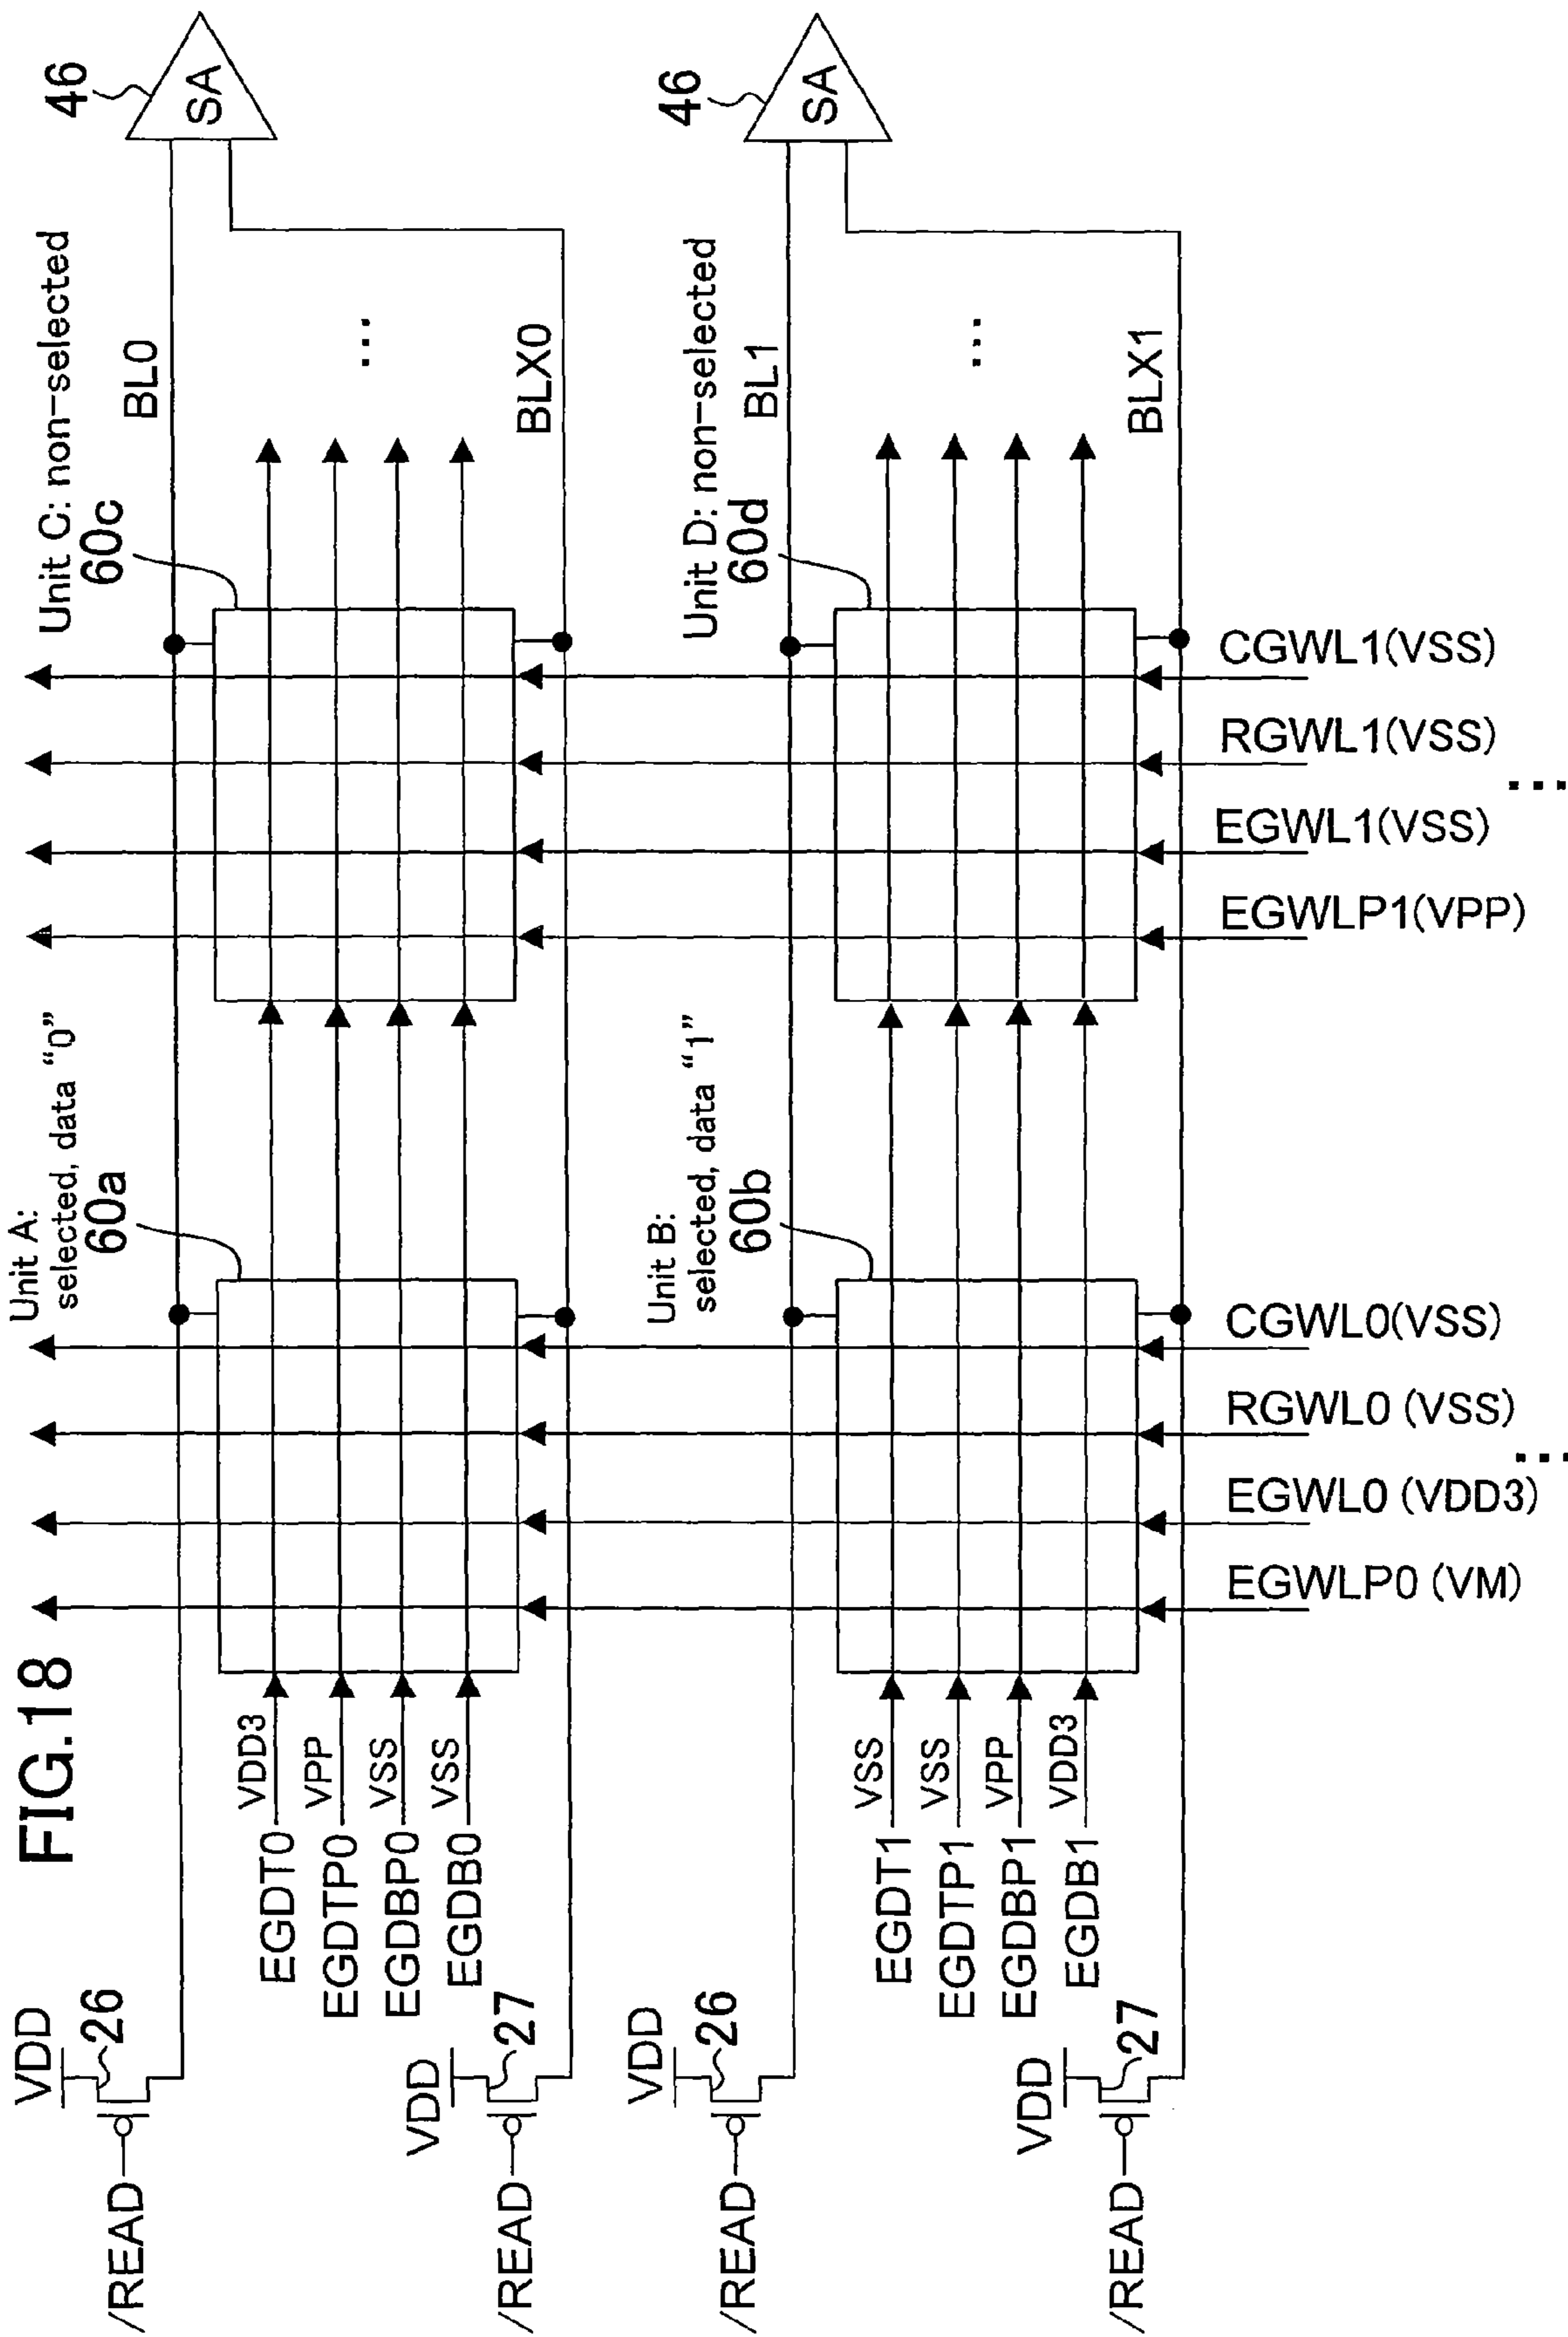 FIG.18
VDD
26
/READ
BL0
46
SA
Unit A:
selected, data “0”
60a
Unit C: non-selected
60c
EGDT0
VDD3
EGDTP0
VPP
EGDBP0
VSS
EGDB0
VSS
...
VDD
27
/READ
BLX0
VDD
26
/READ
BL1
46
SA
Unit B:
selected, data “1”
60b
Unit D: non-selected
60d
EGDT1
VSS
EGDTP1
VSS
EGDBP1
VPP
EGDB1
VDD3
...
VDD
27
/READ
BLX1
EGWLP0 (VM)
EGWL0 (VDD3)
RGWL0 (VSS)
CGWL0(VSS)
...
EGWLP1(VPP)
EGWL1(VSS)
RGWL1(VSS)
CGWL1(VSS)
...